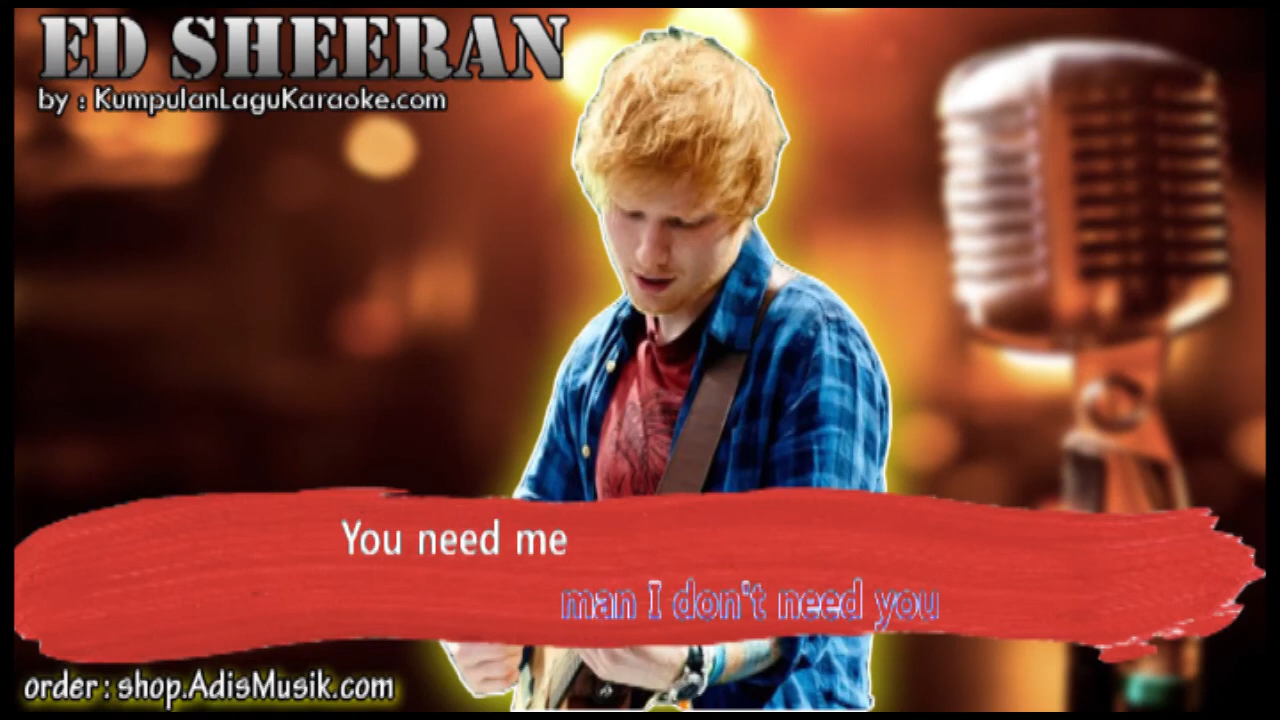 ED SHEERAN
by : KumpulanLaguKaraoke.com
You need me
man I don't need you
order : shop.AdisMusik.com